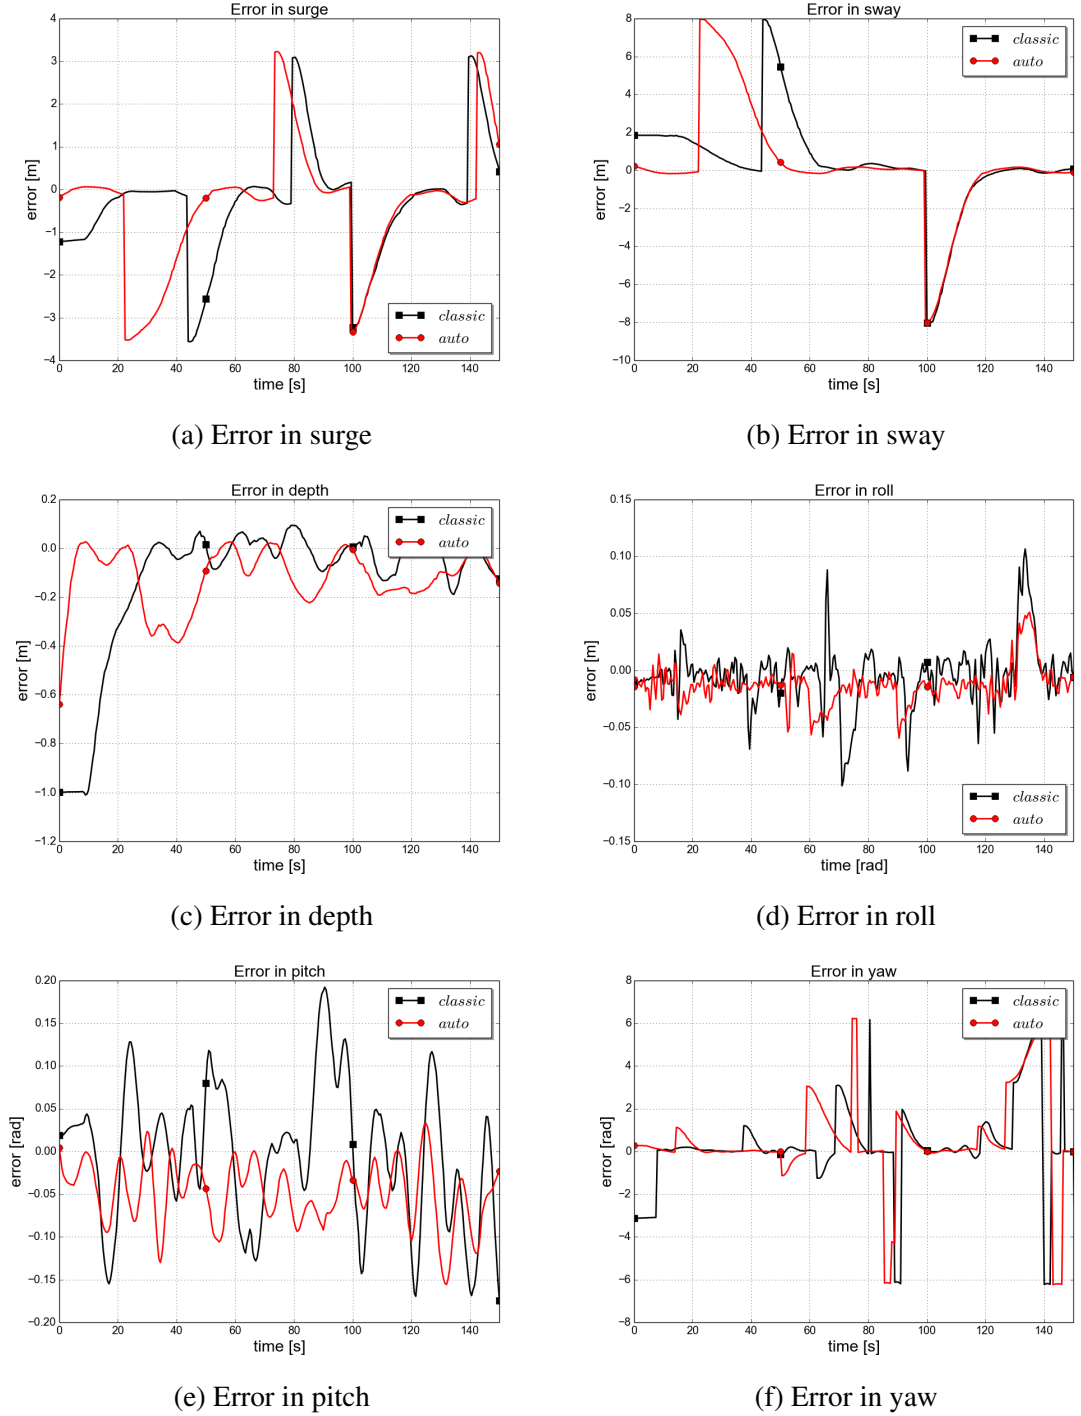 Error in surge
4
3
2
1
0
−1
−2
−3
−4
error [m]
classic
auto
0 20 40 60 80 100 120 140
time [s]
(a) Error in surge
Error in sway
8
6
4
2
0
−2
−4
−6
−8
−10
error [m]
classic
auto
0 20 40 60 80 100 120 140
time [s]
(b) Error in sway
Error in depth
0.2
0.0
−0.2
−0.4
−0.6
−0.8
−1.0
−1.2
error [m]
classic
auto
0 20 40 60 80 100 120 140
time [s]
(c) Error in depth
Error in roll
0.15
0.10
0.05
0.00
−0.05
−0.10
−0.15
error [m]
classic
auto
0 20 40 60 80 100 120 140
time [rad]
(d) Error in roll
Error in pitch
0.20
0.15
0.10
0.05
0.00
−0.05
−0.10
−0.15
−0.20
error [rad]
classic
auto
0 20 40 60 80 100 120 140
time [s]
(e) Error in pitch
Error in yaw
8
6
4
2
0
−2
−4
−6
−8
error [rad]
classic
auto
0 20 40 60 80 100 120 140
time [s]
(f) Error in yaw